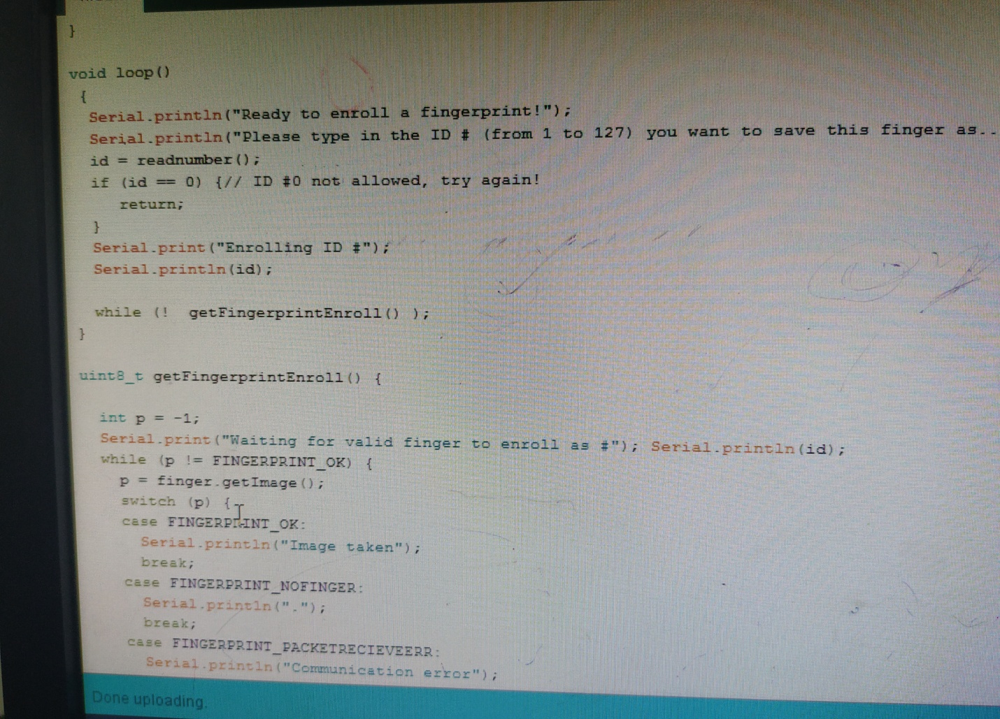 }
void loop()
{
Serial.println("Ready to enroll a fingerprint!");
Serial.println("Please type in the ID # (from 1 to 127) you want to save this finger as..
id = readnumber();
if (id == 0) {// ID #0 not allowed, try again!
return;
}
Serial.print("Enrolling ID #");
Serial.println(id);
while (!  getFingerprintEnroll() );
}
uint8_t getFingerprintEnroll() {
int p = -1;
Serial.print("Waiting for valid finger to enroll as #"); Serial.println(id);
while (p != FINGERPRINT_OK) {
p = finger.getImage();
switch (p) {
case FINGERPRINT_OK:
Serial.println("Image taken");
break;
case FINGERPRINT_NOFINGER:
Serial.println(".");
break;
case FINGERPRINT_PACKETRECIEVEERR:
Serial.println("Communication error");
Done uploading.